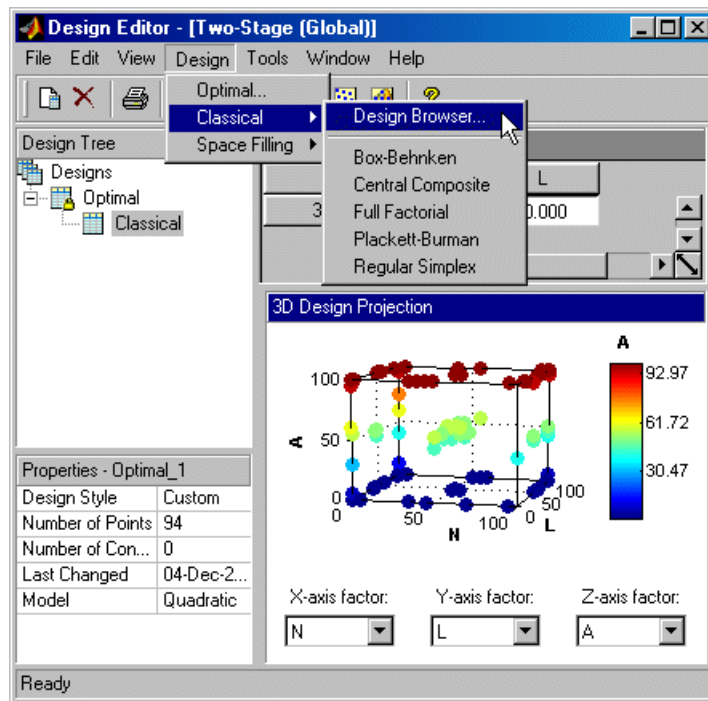 Design Editor - [Two-Stage (Global)]
File Edit View Design Tools Window Help
Optimal...
Classical
Space Filling
Design Browser...
Box-Behnken
Central Composite
Full Factorial
Plackett-Burman
Regular Simplex
Design Tree
Designs
Optimal
Classical
L
3 0.000
3D Design Projection
A
100
50
0
A
0 50 100
N
0 50 100
L
92.97
61.72
30.47
Properties - Optimal_1
Design Style Custom
Number of Points 94
Number of Con... 0
Last Changed 04-Dec-2...
Model Quadratic
X-axis factor: Y-axis factor: Z-axis factor:
N L A
Ready